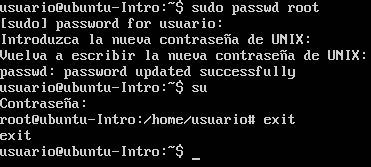 usuario@ubuntu-Intro:~$ sudo passwd root
[sudo] password for usuario:
Introduzca la nueva contraseña de UNIX:
Vuelva a escribir la nueva contraseña de UNIX:
passwd: password updated successfully
usuario@ubuntu-Intro:~$ su
Contraseña:
root@ubuntu-Intro:/home/usuario# exit
exit
usuario@ubuntu-Intro:~$ _